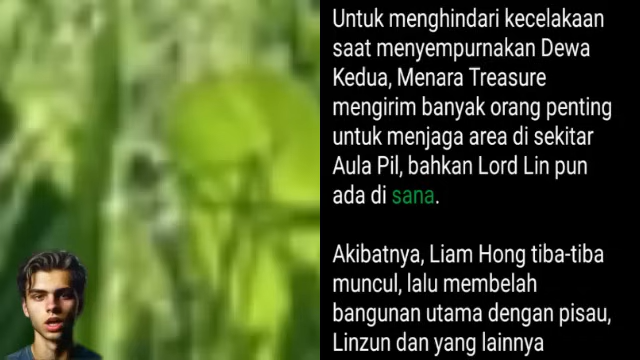 Untuk menghindari kecelakaan
saat menyempurnakan Dewa
Kedua, Menara Treasure
mengirim banyak orang penting
untuk menjaga area di sekitar
Aula Pil, bahkan Lord Lin pun
ada di sana.
Akibatnya, Liam Hong tiba-tiba
muncul, lalu membelah
bangunan utama dengan pisau,
Linzun dan yang lainnya